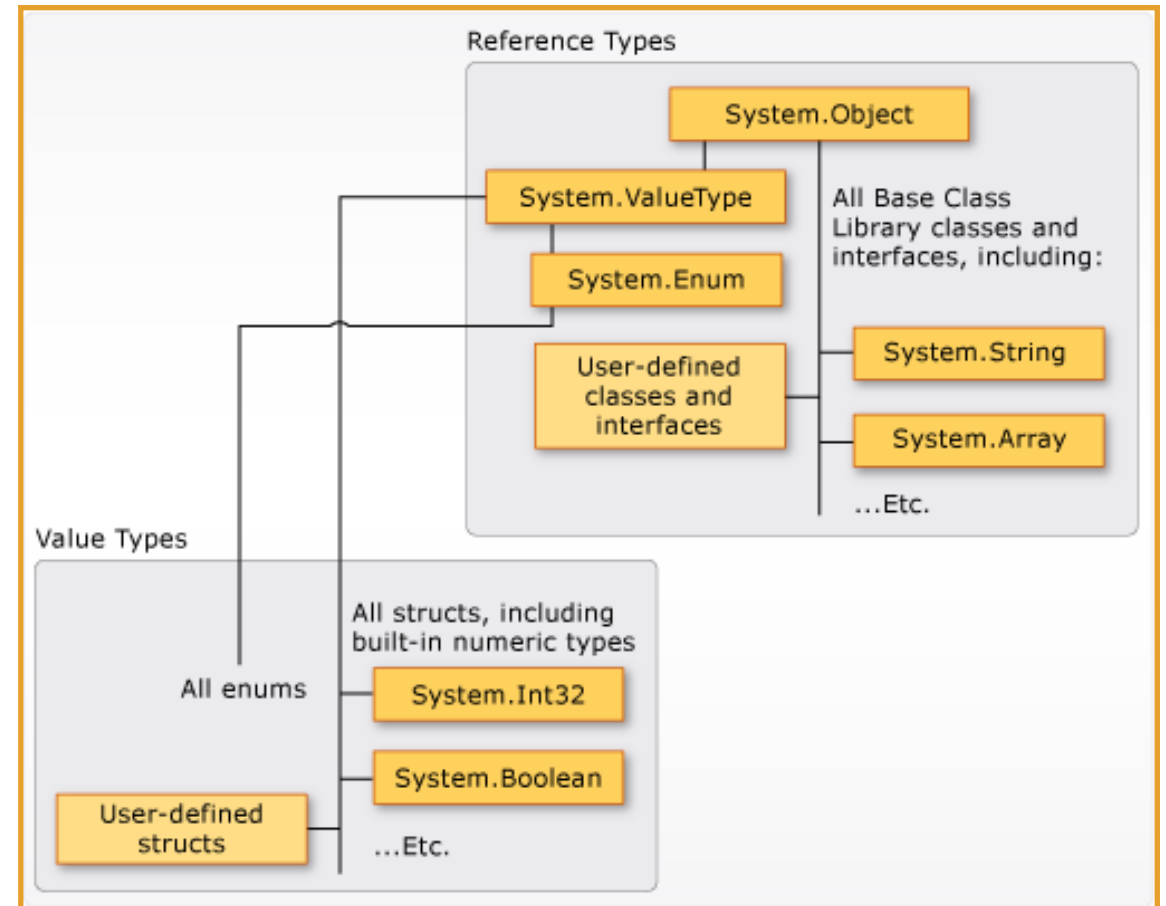 Reference Types
System.Object
System.ValueType
All Base Class
Library classes and
interfaces, including:
System.Enum
System.String
User-defined
classes and
interfaces
System.Array
...Etc.
Value Types
All structs, including
built-in numeric types
All enums
System.Int32
System.Boolean
User-defined
structs
...Etc.